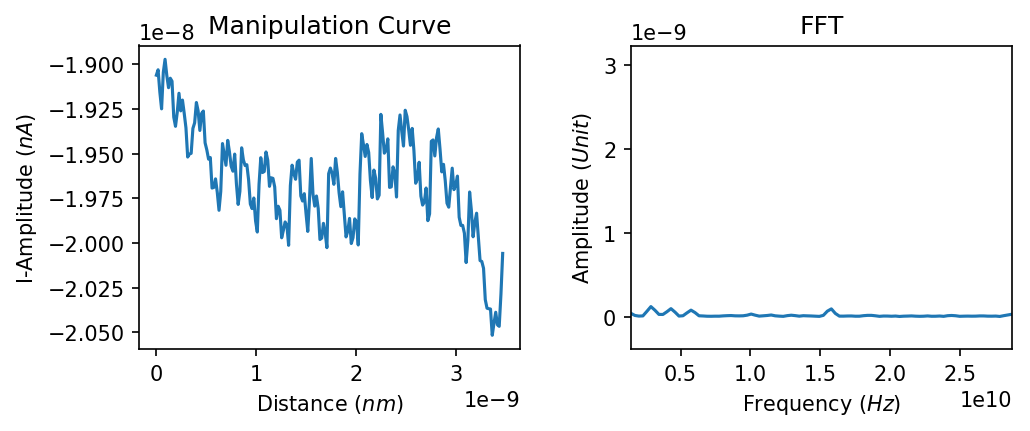 Manipulation Curve
1e−8
−1.900
−1.925
−1.950
−1.975
−2.000
−2.025
−2.050
I-Amplitude (nA)
0 1 2 3
1e−9
Distance (nm)
FFT
1e−9
3
2
1
0
Amplitude (Unit)
0.5 1.0 1.5 2.0 2.5
1e10
Frequency (Hz)